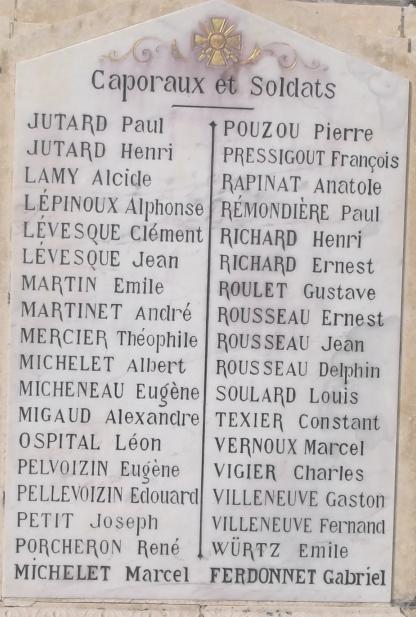 Caporaux et Soldats
JUTARD Paul
JUTARD Henri
LAMY Alcide
LÉPINOUX Alphonse
LÉVESQUE Clément
LÉVESQUE Jean
MARTIN Emile
MARTINET André
MERCIER Théophile
MICHELET Albert
MICHENEAU Eugène
MIGAUD Alexandre
OSPITAL Léon
PELVOIZIN Eugène
PELLEVOIZIN Edouard
PETIT Joseph
PORCHERON René
MICHELET Marcel
POUZOU Pierre
PRESSIGOUT François
RAPINAT Anatole
RÉMONDIÈRE Paul
RICHARD Henri
RICHARD Ernest
ROULET Gustave
ROUSSEAU Ernest
ROUSSEAU Jean
ROUSSEAU Delphin
SOULARD Louis
TEXIER Constant
VERNOUX Marcel
VIGIER Charles
VILLENEUVE Gaston
VILLENEUVE Fernand
WÜRTZ Emile
FERDONNET Gabriel